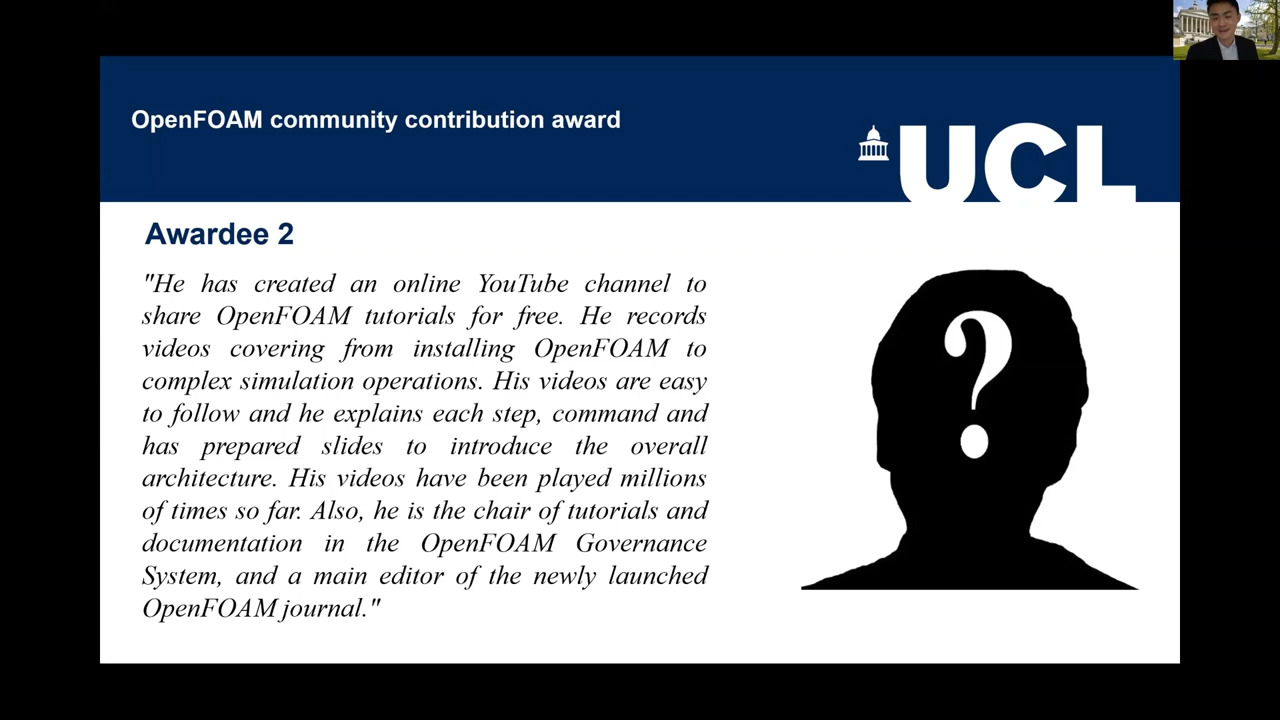 OpenFOAM community contribution award
UCL
Awardee 2
"He has created an online YouTube channel to
share OpenFOAM tutorials for free. He records
videos covering from installing OpenFOAM to
complex simulation operations. His videos are easy
to follow and he explains each step, command and
has prepared slides to introduce the overall
architecture. His videos have been played millions
of times so far. Also, he is the chair of tutorials and
documentation in the OpenFOAM Governance
System, and a main editor of the newly launched
OpenFOAM journal."
?